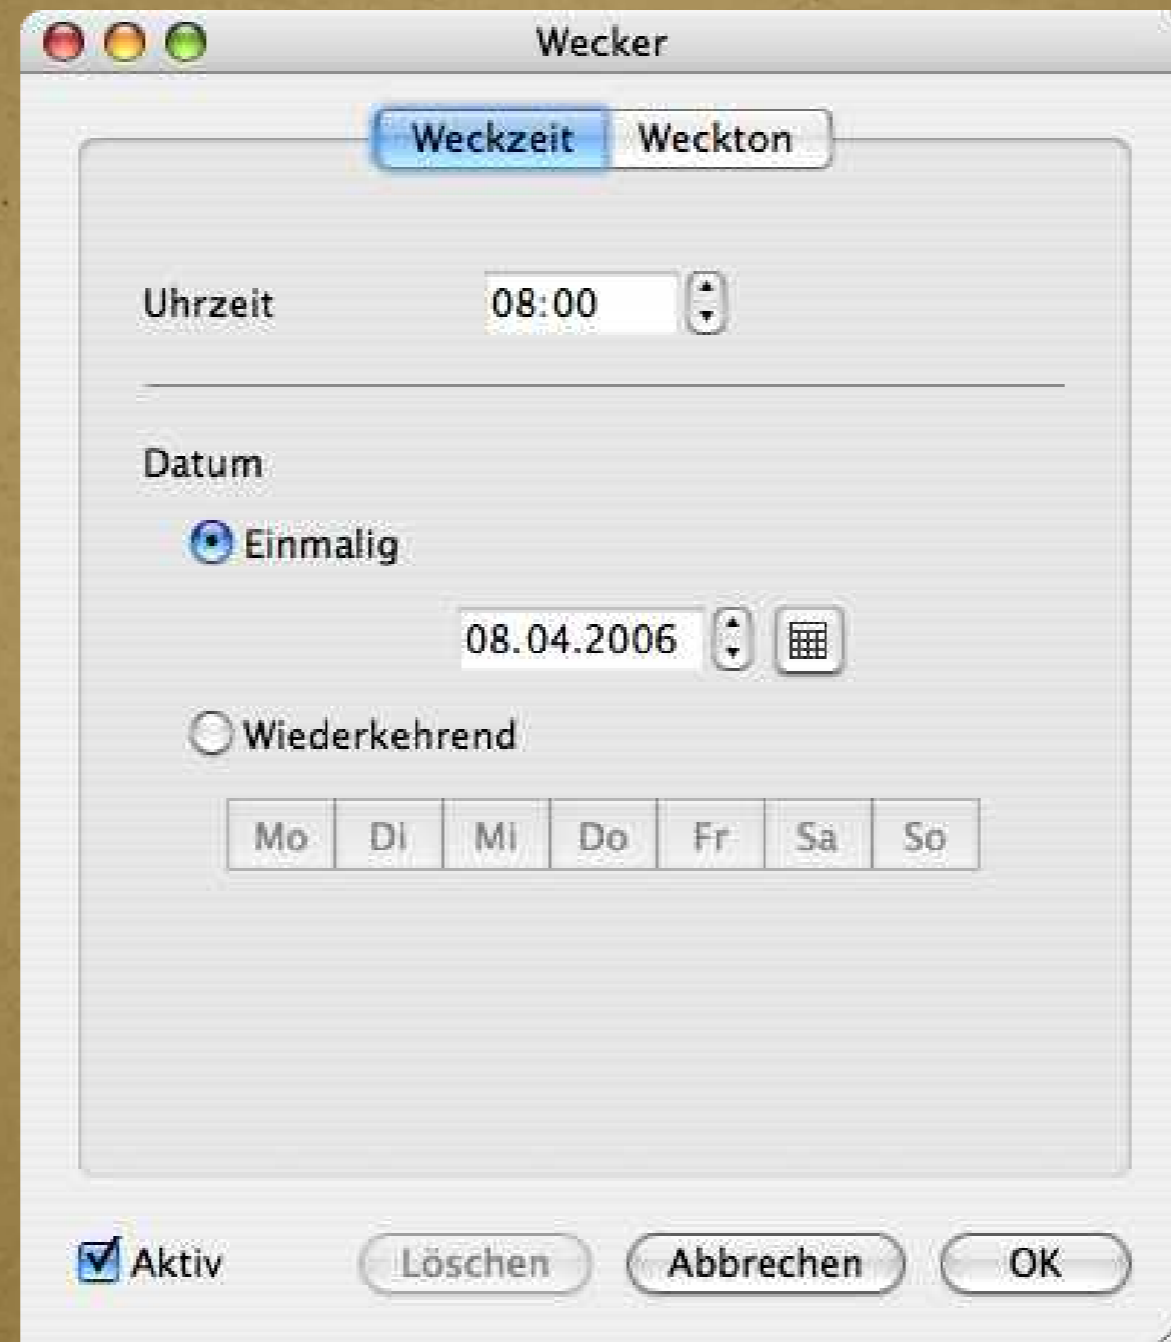 Wecker
Weckzeit Weckton
Uhrzeit 08:00
Datum
Einmalig
08.04.2006
Wiederkehrend
Mo Di Mi Do Fr Sa So
Aktiv Löschen Abbrechen OK